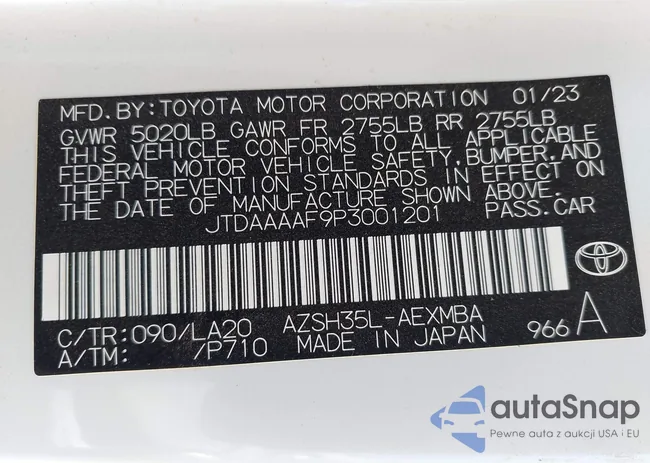 MFD. BY: TOYOTA MOTOR CORPORATION 01/23
GVWR 5020LB GAWR FR 2755LB RR 2755LB
THIS VEHICLE CONFORMS TO ALL APPLICABLE
FEDERAL MOTOR VEHICLE SAFETY, BUMPER, AND
THEFT PREVENTION STANDARDS IN EFFECT ON
THE DATE OF MANUFACTURE SHOWN ABOVE.
JTDAAAAF9P3001201 PASS. CAR
C/TR: 090/LA20 AZSH35L-AEXMBA
A/TM: /P710 MADE IN JAPAN 966 A
autaSnap
Pewne auta z aukcji USA i EU